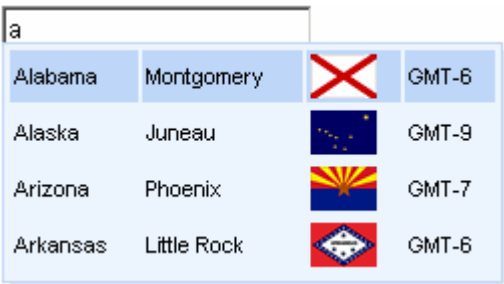 a
Alabama Montgomery GMT-6
Alaska Juneau GMT-9
Arizona Phoenix GMT-7
Arkansas Little Rock GMT-6